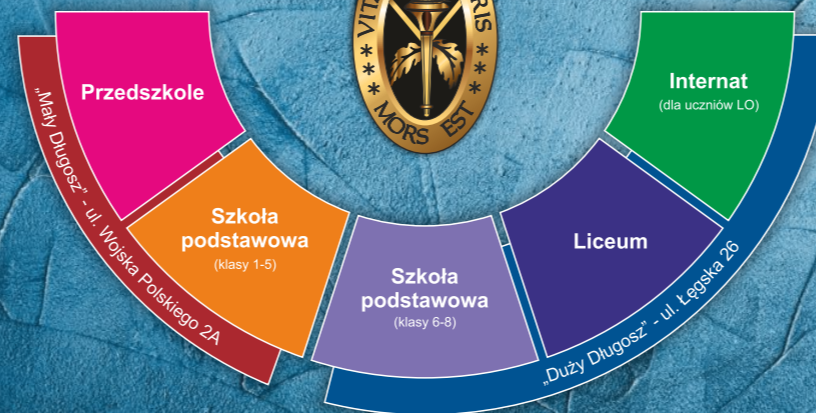 VITA
RIS
MORS EST
Przedszkole
Szkoła
podstawowa
(klasy 1-5)
Szkoła
podstawowa
(klasy 6-8)
Liceum
Internat
(dla uczniów LO)
„Mały Długosz” - ul. Wojska Polskiego 2A
„Duży Długosz” - ul. Łęgska 26